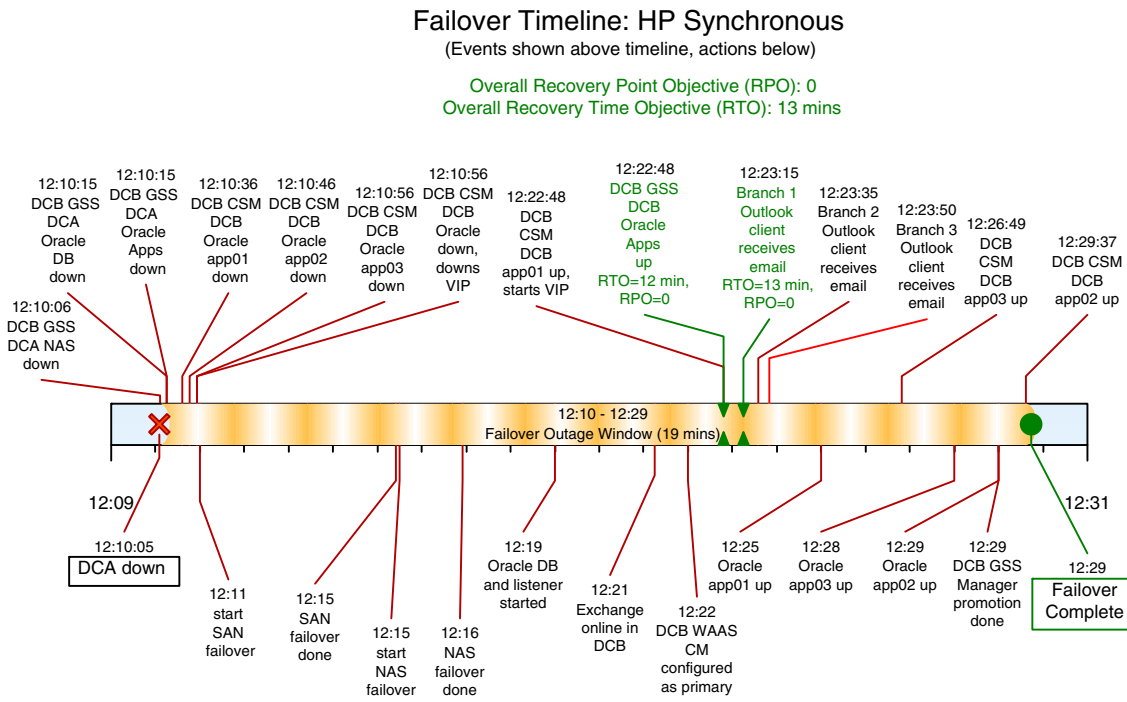 Failover Timeline: HP Synchronous
(Events shown above timeline, actions below)
Overall Recovery Point Objective (RPO): 0
Overall Recovery Time Objective (RTO): 13 mins
12:10:06
DCB GSS
DCA NAS
down
12:10:15
DCB GSS
DCA
Oracle
DB
down
12:10:15
DCB GSS
DCA
Oracle
Apps
down
12:10:36
DCB CSM
DCB
Oracle
app01
down
12:10:46
DCB CSM
DCB
Oracle
app02
down
12:10:56
DCB CSM
DCB
Oracle
app03
down
12:10:56
DCB CSM
DCB
Oracle
down,
downs
VIP
12:22:48
DCB
CSM
DCB
app01 up,
starts VIP
12:22:48
DCB GSS
DCB
Oracle
Apps
up
RTO=12 min,
RPO=0
12:23:15
Branch 1
Outlook
client
receives
email
RTO=13 min,
RPO=0
12:23:35
Branch 2
Outlook
client
receives
email
12:23:50
Branch 3
Outlook
client
receives
email
12:26:49
DCB
CSM
DCB
app03 up
12:29:37
DCB CSM
DCB
app02 up
12:10 - 12:29
Failover Outage Window (19 mins)
12:09
12:31
12:10:05
DCA down
12:11
start
SAN
failover
12:15
SAN
failover
done
12:15
start
NAS
failover
12:16
NAS
failover
done
12:19
Oracle DB
and listener
started
12:21
Exchange
online in
DCB
12:22
DCB WAAS
CM
configured
as primary
12:25
Oracle
app01 up
12:28
Oracle
app03 up
12:29
Oracle
app02 up
12:29
DCB GSS
Manager
promotion
done
12:29
Failover
Complete